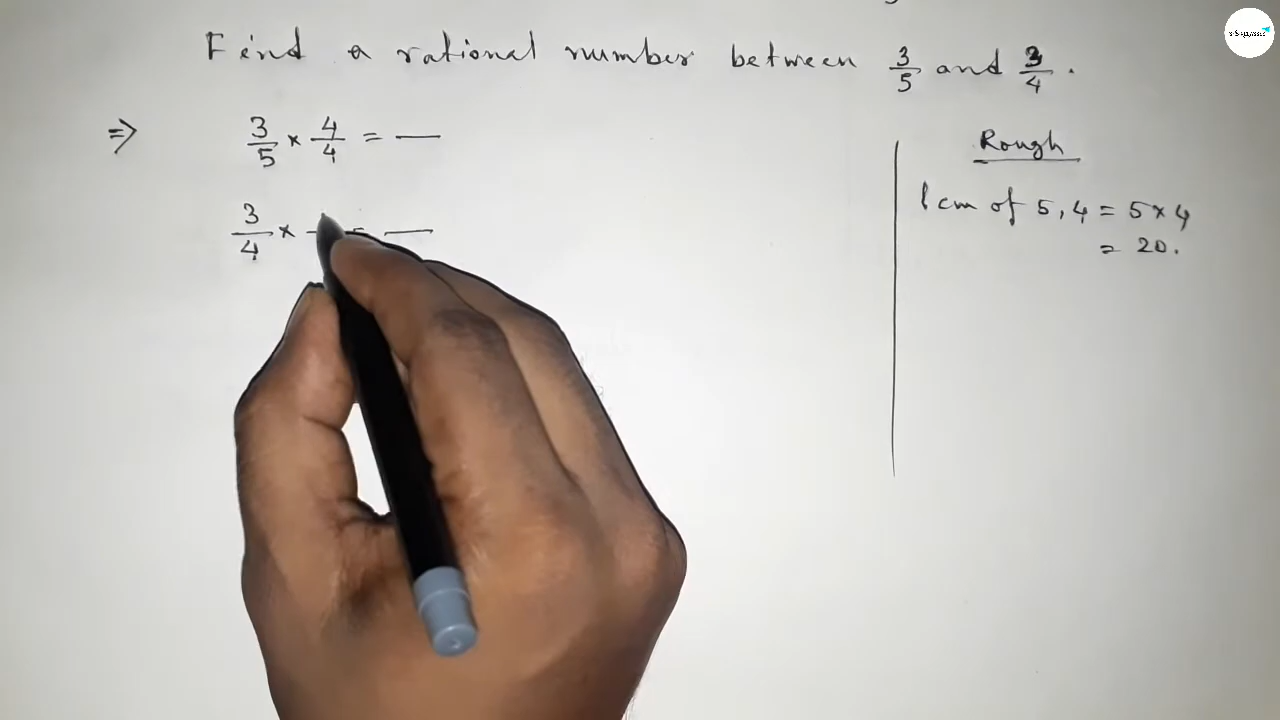 Find a rational number between 3/5 and 3/4.
⇒ 3/5 × 4/4 = —
3/4 × — = —
Rough
lcm of 5,4 = 5×4
= 20.